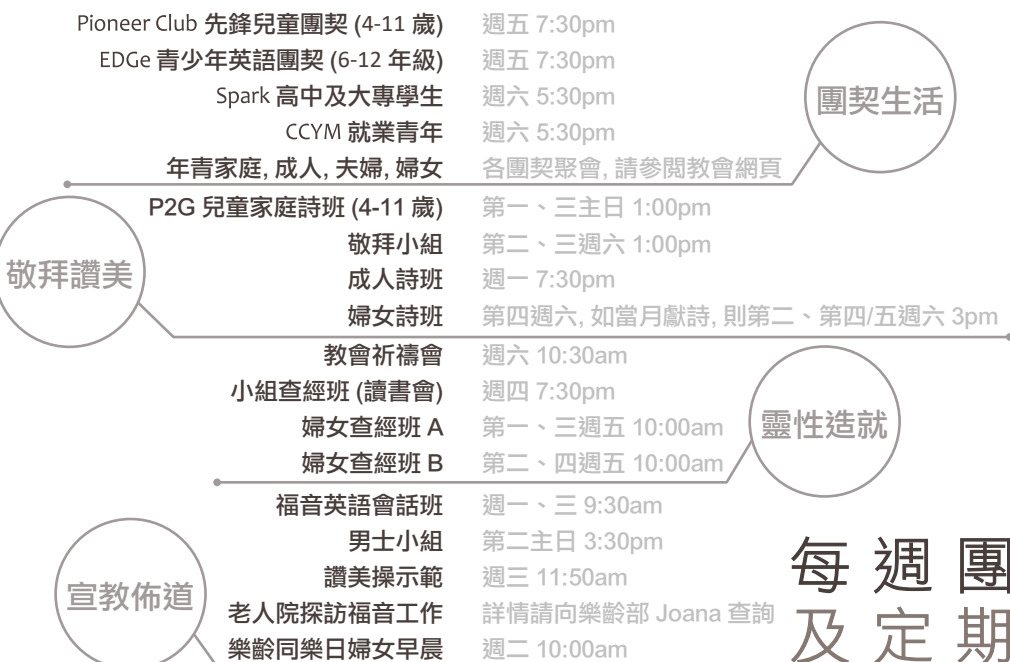 Pioneer Club 先鋒兒童團契 (4-11 歲) 週五 7:30pm
EDGe 青少年英語團契 (6-12 年級) 週五 7:30pm
Spark 高中及大專學生 週六 5:30pm
CCYM 就業青年 週六 5:30pm
年青家庭, 成人, 夫婦, 婦女 各團契聚會, 請參閱教會網頁
團契生活
P2G 兒童家庭詩班 (4-11 歲) 第一、三主日 1:00pm
敬拜小組 第二、三週六 1:00pm
成人詩班 週一 7:30pm
婦女詩班 第四週六, 如當月獻詩, 則第二、第四/五週六 3pm
敬拜讚美
教會祈禱會 週六 10:30am
小組查經班 (讀書會) 週四 7:30pm
婦女查經班 A 第一、三週五 10:00am
婦女查經班 B 第二、四週五 10:00am
靈性造就
福音英語會話班 週一、三 9:30am
男士小組 第二主日 3:30pm
讚美操示範 週三 11:50am
老人院探訪福音工作 詳情請向樂齡部 Joana 查詢
樂齡同樂日婦女早晨 週二 10:00am
宣教佈道
每週團
及定期